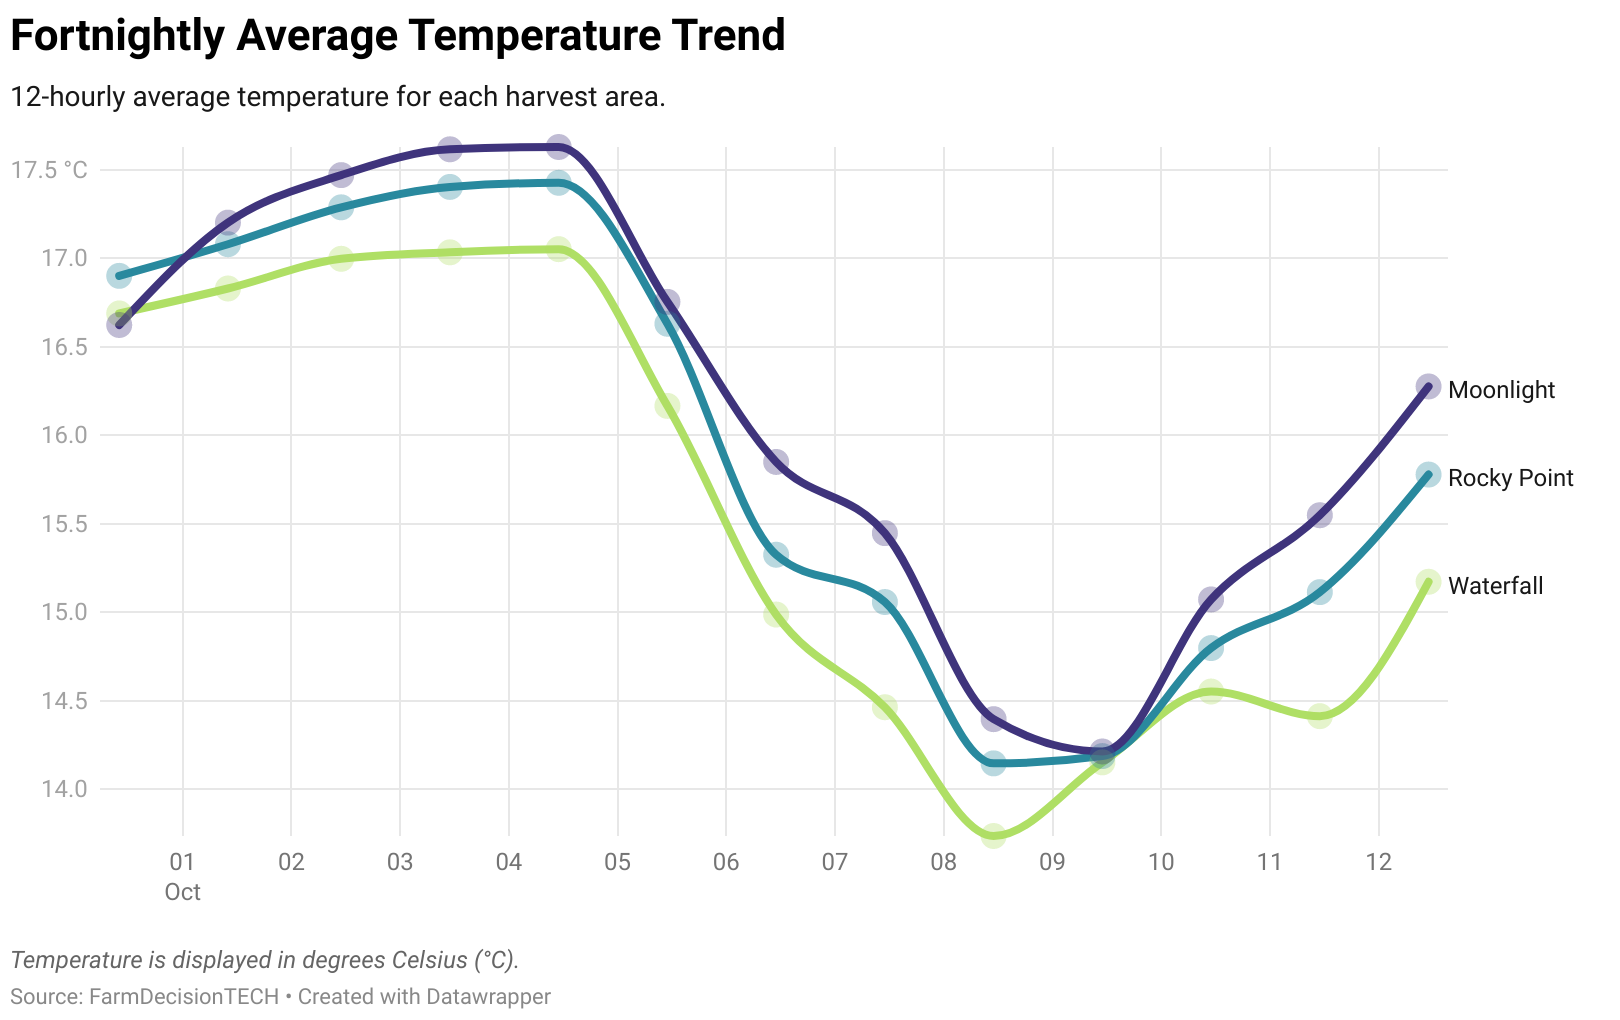 Fortnightly Average Temperature Trend
12-hourly average temperature for each harvest area.
17.5 °C
17.0
16.5
16.0
15.5
15.0
14.5
14.0
Moonlight
Rocky Point
Waterfall
01 02 03 04 05 06 07 08 09 10 11 12
Oct
Temperature is displayed in degrees Celsius (°C).
Source: FarmDecisionTECH • Created with Datawrapper